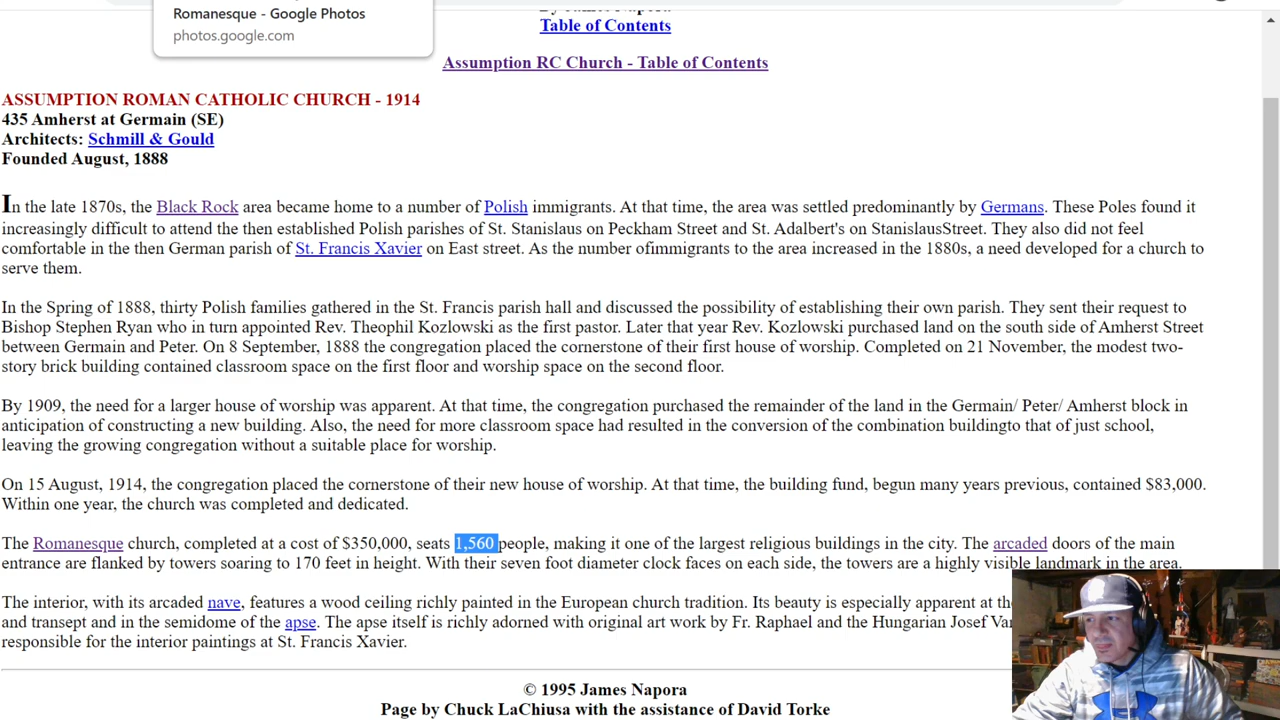 Romanesque - Google Photos
photos.google.com
Table of Contents
Assumption RC Church - Table of Contents
ASSUMPTION ROMAN CATHOLIC CHURCH - 1914
435 Amherst at Germain (SE)
Architects: Schmill & Gould
Founded August, 1888
In the late 1870s, the Black Rock area became home to a number of Polish immigrants. At that time, the area was settled predominantly by Germans. These Poles found it
increasingly difficult to attend the then established Polish parishes of St. Stanislaus on Peckham Street and St. Adalbert's on StanislausStreet. They also did not feel
comfortable in the then German parish of St. Francis Xavier on East street. As the number ofimmigrants to the area increased in the 1880s, a need developed for a church to
serve them.
In the Spring of 1888, thirty Polish families gathered in the St. Francis parish hall and discussed the possibility of establishing their own parish. They sent their request to
Bishop Stephen Ryan who in turn appointed Rev. Theophil Kozlowski as the first pastor. Later that year Rev. Kozlowski purchased land on the south side of Amherst Street
between Germain and Peter. On 8 September, 1888 the congregation placed the cornerstone of their first house of worship. Completed on 21 November, the modest two-
story brick building contained classroom space on the first floor and worship space on the second floor.
By 1909, the need for a larger house of worship was apparent. At that time, the congregation purchased the remainder of the land in the Germain/ Peter/ Amherst block in
anticipation of constructing a new building. Also, the need for more classroom space had resulted in the conversion of the combination buildingto that of just school,
leaving the growing congregation without a suitable place for worship.
On 15 August, 1914, the congregation placed the cornerstone of their new house of worship. At that time, the building fund, begun many years previous, contained $83,000.
Within one year, the church was completed and dedicated.
The Romanesque church, completed at a cost of $350,000, seats 1,560 people, making it one of the largest religious buildings in the city. The arcaded doors of the main
entrance are flanked by towers soaring to 170 feet in height. With their seven foot diameter clock faces on each side, the towers are a highly visible landmark in the area.
The interior, with its arcaded nave, features a wood ceiling richly painted in the European church tradition. Its beauty is especially apparent at the
and transept and in the semidome of the apse. The apse itself is richly adorned with original art work by Fr. Raphael and the Hungarian Josef
responsible for the interior paintings at St. Francis Xavier.
© 1995 James Napora
Page by Chuck LaChiusa with the assistance of David Torke